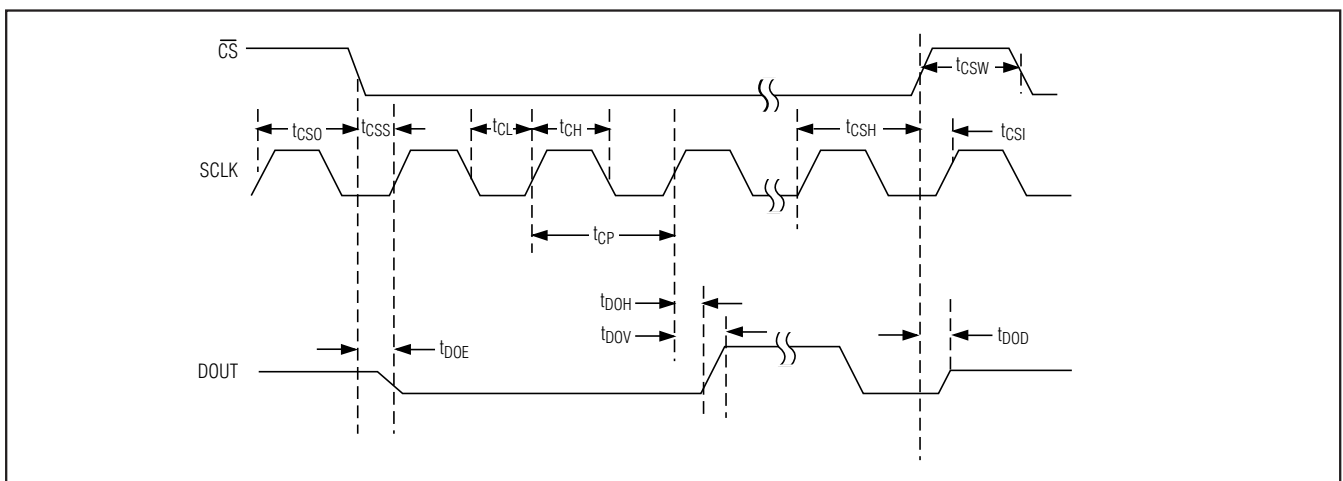 CS
tCSW
tCSO
tCSS
tCL
tCH
tCSH
tCSI
SCLK
tCP
tDOH
tDOV
tDOE
tDOD
DOUT